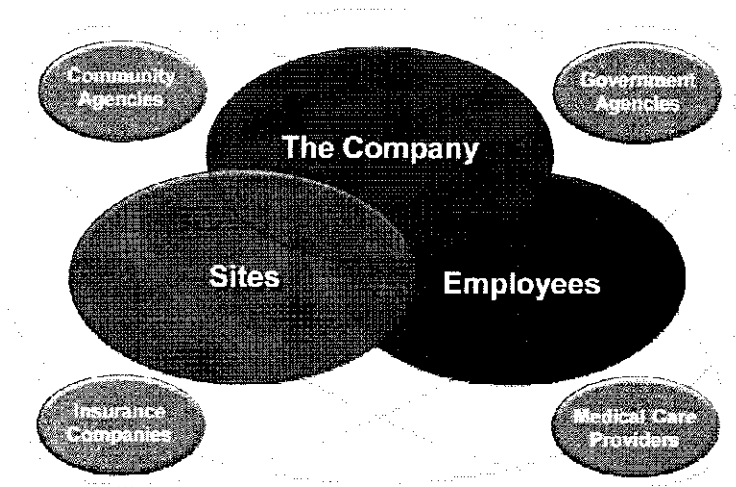 Community
Agencies
Government
Agencies
The Company
Sites
Employees
Insurance
Companies
Medical Care
Providers